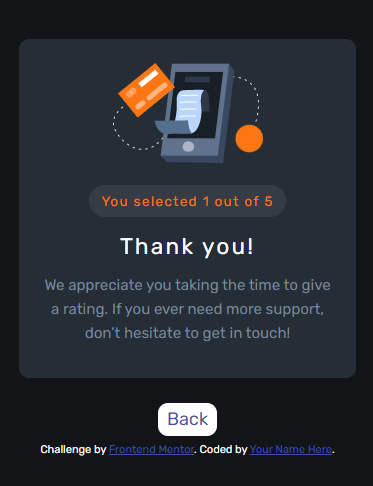 You selected 1 out of 5
Thank you!
We appreciate you taking the time to give
a rating. If you ever need more support,
don't hesitate to get in touch!
Back
Challenge by Frontend Mentor. Coded by Your Name Here.